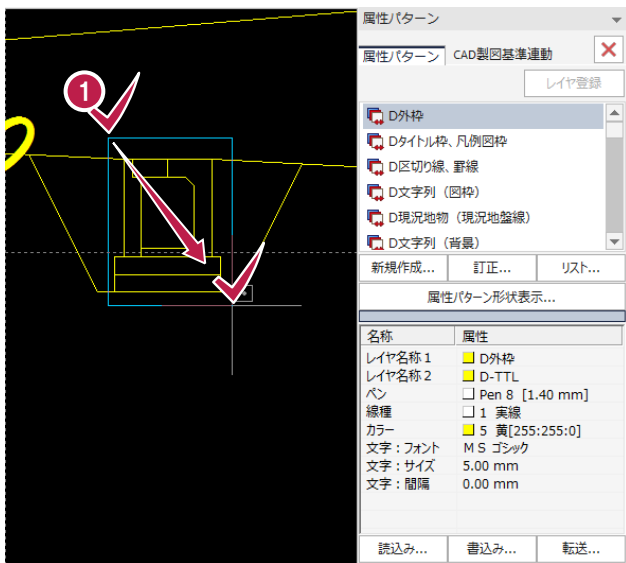 属性パターン
属性パターン CAD製図基準連動
レイヤ登録
1
D外枠
Dタイトル枠、凡例図枠
D区切り線、罫線
D文字列（図枠）
D現況地物（現況地盤線）
D文字列（背景）
新規作成... 訂正... リスト...
属性パターン形状表示...
名称 属性
レイヤ名称1 D外枠
レイヤ名称2 D-TTL
ペン Pen 8 [1.40 mm]
線種 1 実線
カラー 5 黄[255:255:0]
文字：フォント ＭＳ ゴシック
文字：サイズ 5.00 mm
文字：間隔 0.00 mm
読込み... 書込み... 転送...